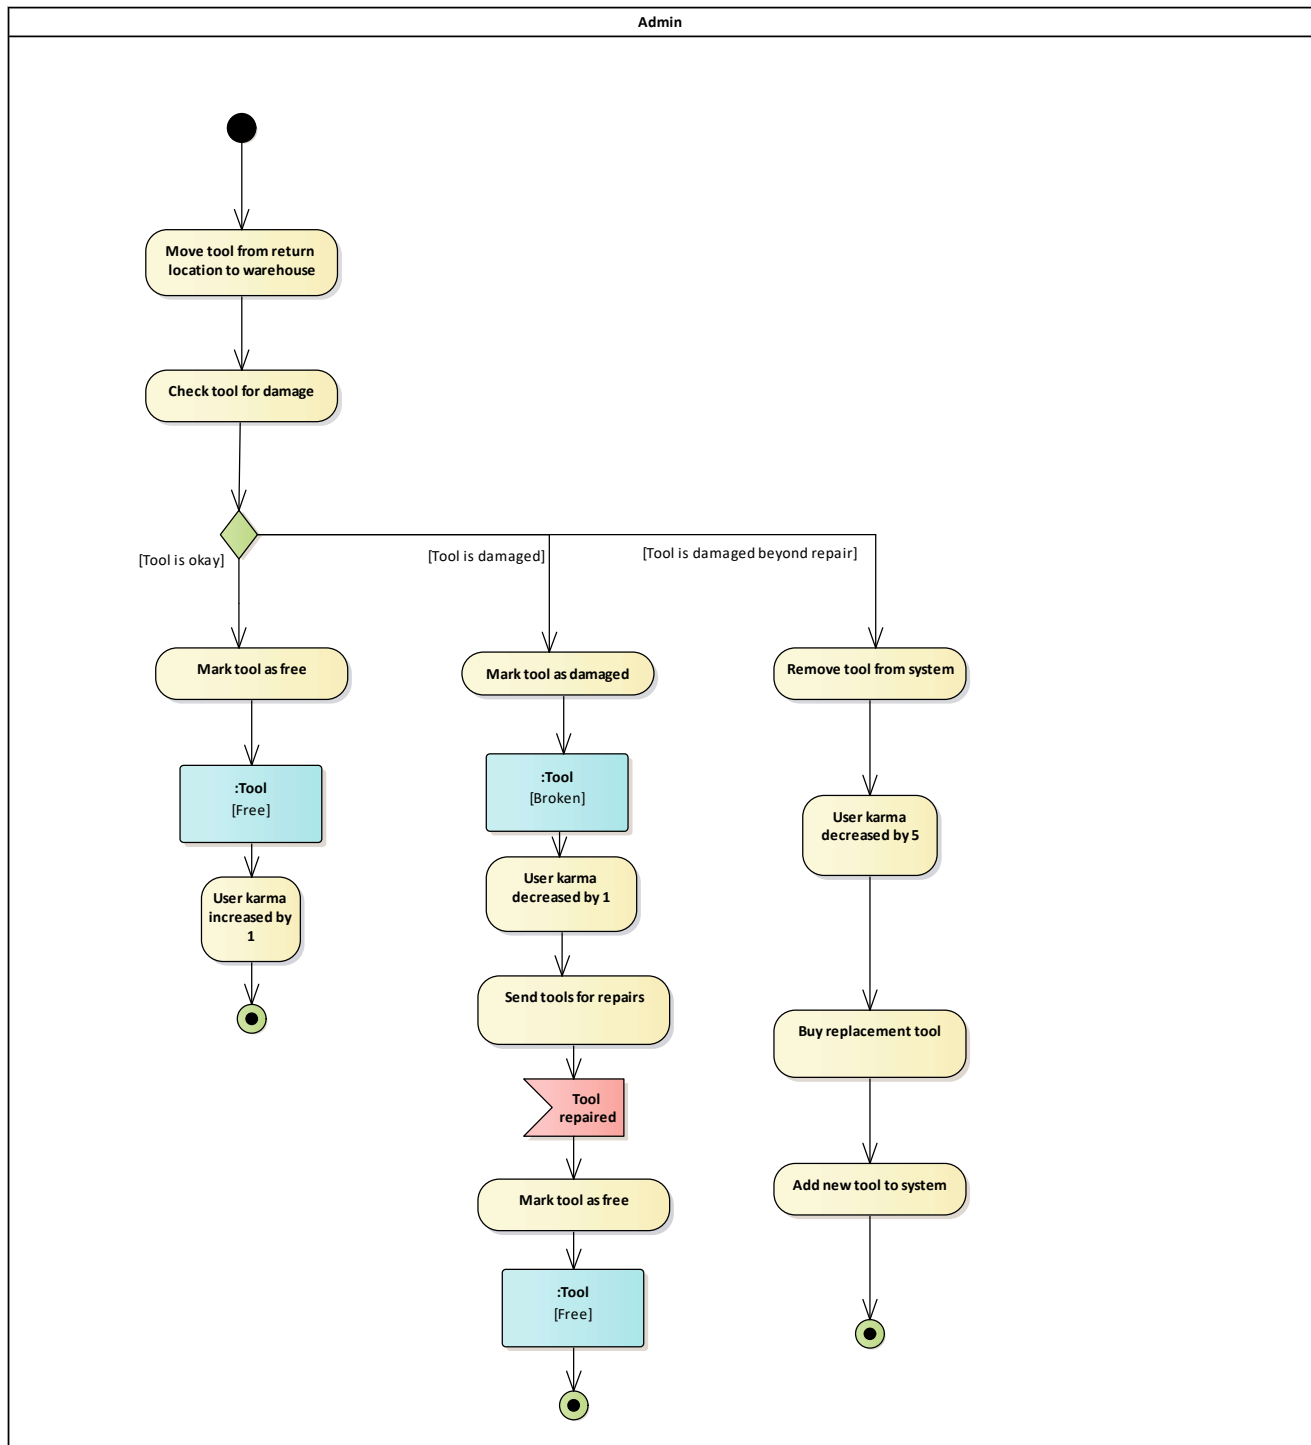 Admin
Move tool from return
location to warehouse
Check tool for damage
[Tool is okay]
[Tool is damaged]
[Tool is damaged beyond repair]
Mark tool as free
:Tool
[Free]
User karma
increased by
1
Mark tool as damaged
:Tool
[Broken]
User karma
decreased by 1
Send tools for repairs
Tool
repaired
Mark tool as free
:Tool
[Free]
Remove tool from system
User karma
decreased by 5
Buy replacement tool
Add new tool to system